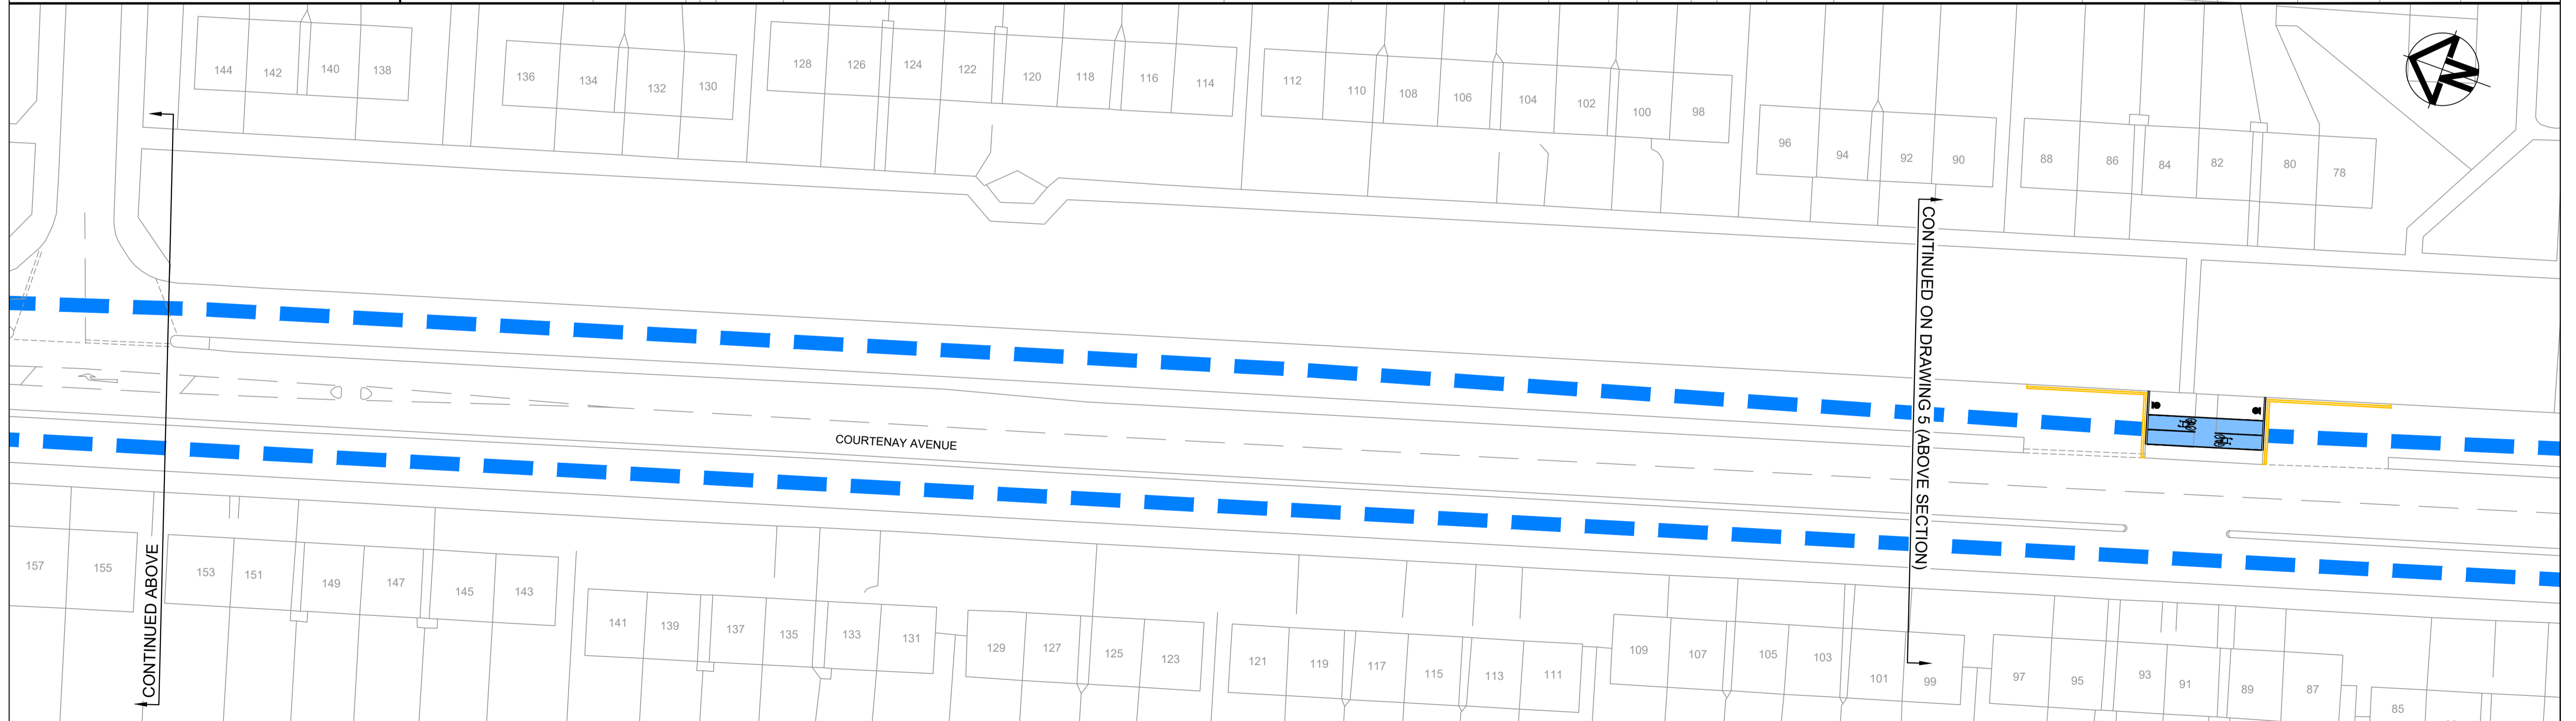 144 142 140 138 136 134 132 130 128 126 124 122 120 118 116 114 112 110 108 106 104 102 100 98 96 94 92 90 88 86 84 82 80 78
N
CONTINUED ON DRAWING 5 (ABOVE SECTION)
COURTENAY AVENUE
CONTINUED ABOVE
157 155 153 151 149 147 145 143 141 139 137 135 133 131 129 127 125 123 121 119 117 115 113 111 109 107 105 103 101 99 97 95 93 91 89 87 85